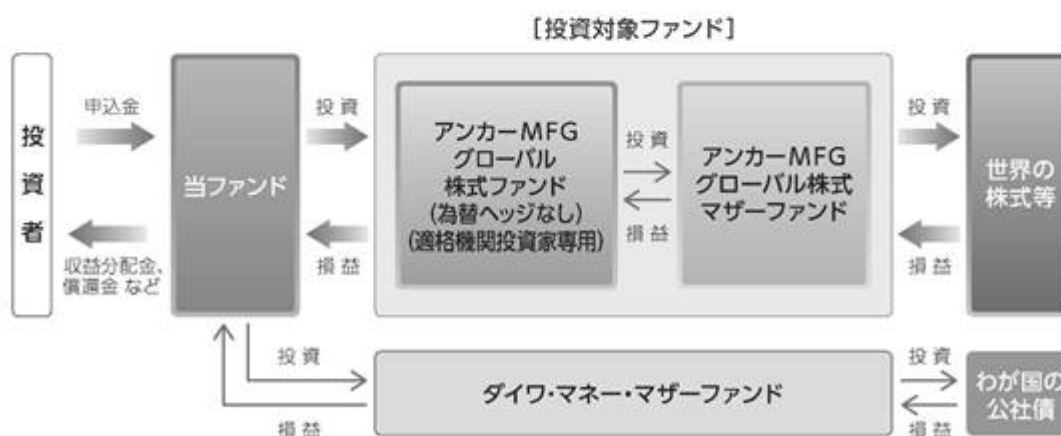 [投資対象ファンド]
投資者
申込金
収益分配金、
償還金 など
当ファンド
投資
損益
アンカーMFG
グローバル
株式ファンド
(為替ヘッジなし)
(適格機関投資家専用)
投資
損益
アンカーMFG
グローバル株式
マザーファンド
投資
損益
世界の
株式等
投資
損益
ダイワ・マネー・マザーファンド
投資
損益
わが国の
公社債